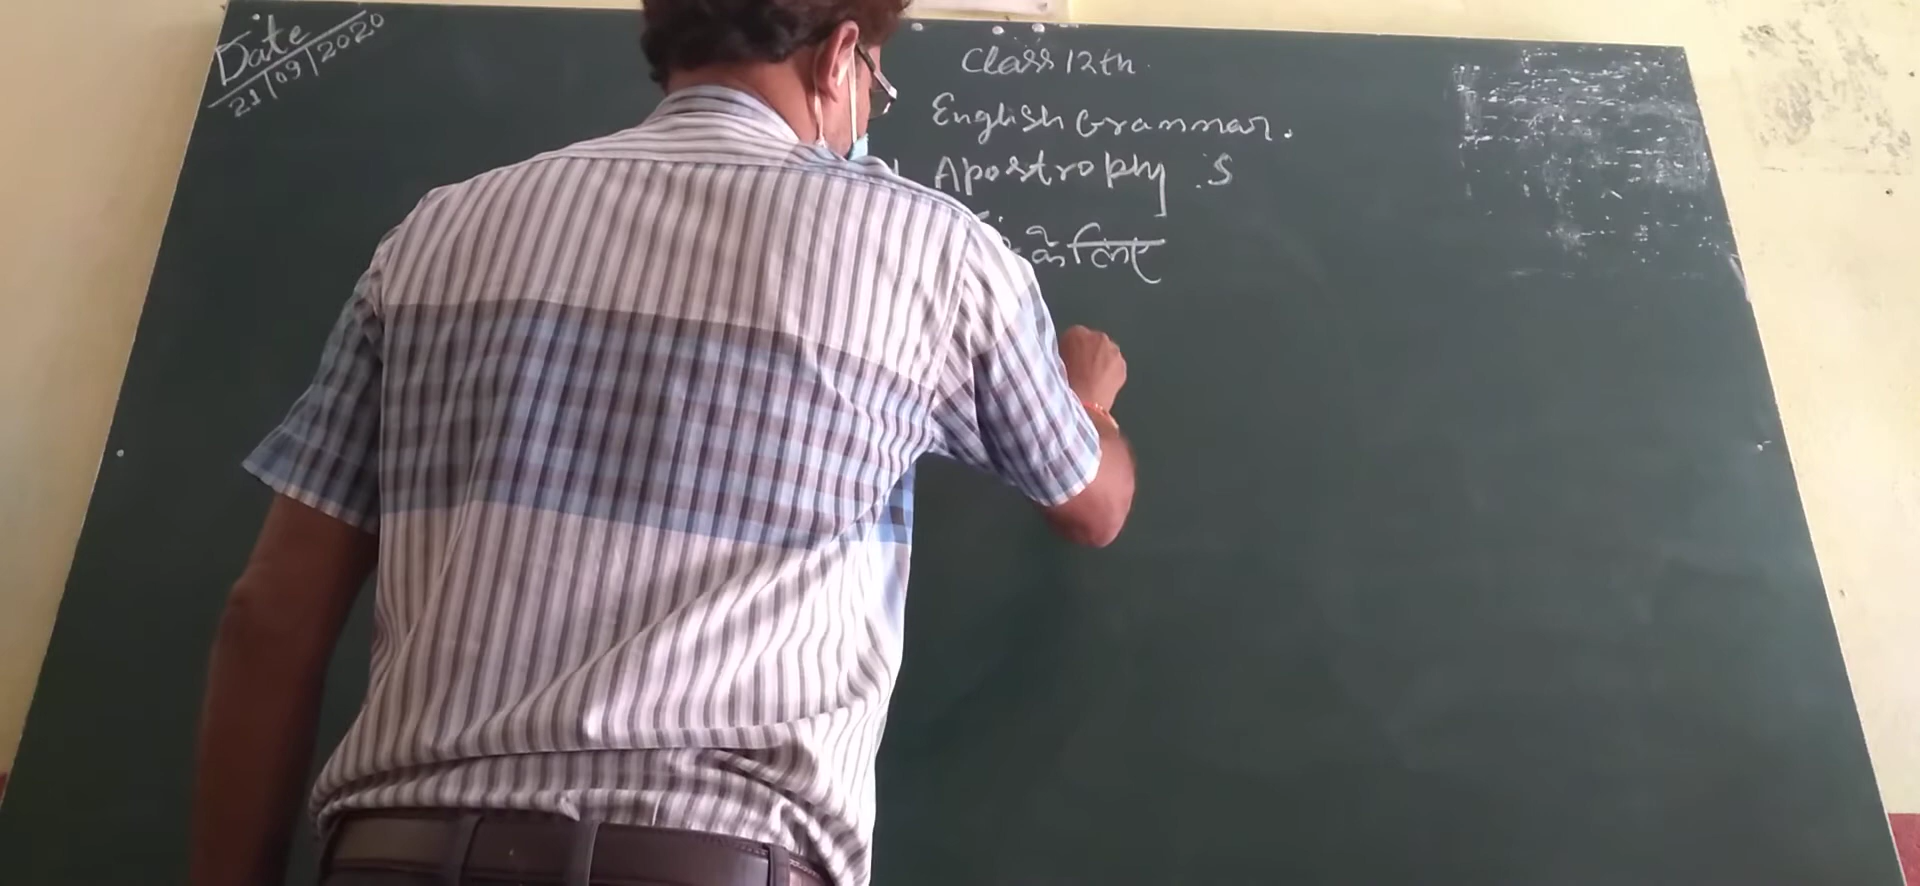 Date
21/09/2020
Class 12th
English Grammar.
Apostrophy 's
के लिए